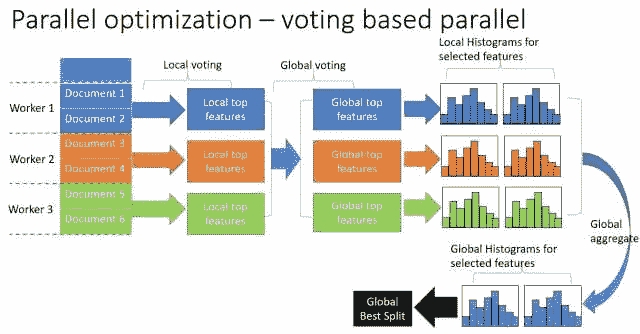 Parallel optimization – voting based parallel
Local voting
Global voting
Local Histograms for
selected features
Worker 1
Document 1
Document 2
Local top
features
Global top
features
Worker 2
Document 3
Document 4
Local top
features
Global top
features
Worker 3
Document 5
Document 6
Local top
features
Global top
features
Global
aggregate
Global Histograms for
selected features
Global
Best Split